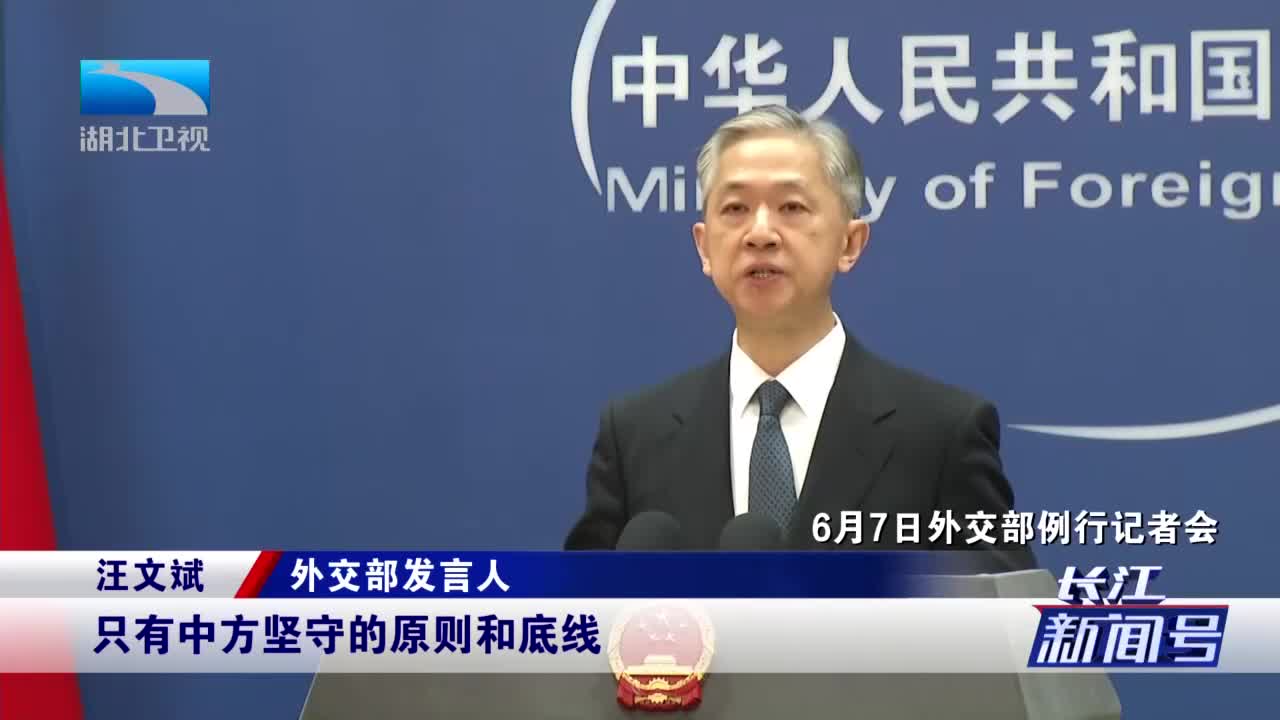 中华人民共和国
Ministry of Foreign
湖北卫视
6月7日外交部例行记者会
汪文斌 外交部发言人
只有中方坚守的原则和底线
长江
新闻号